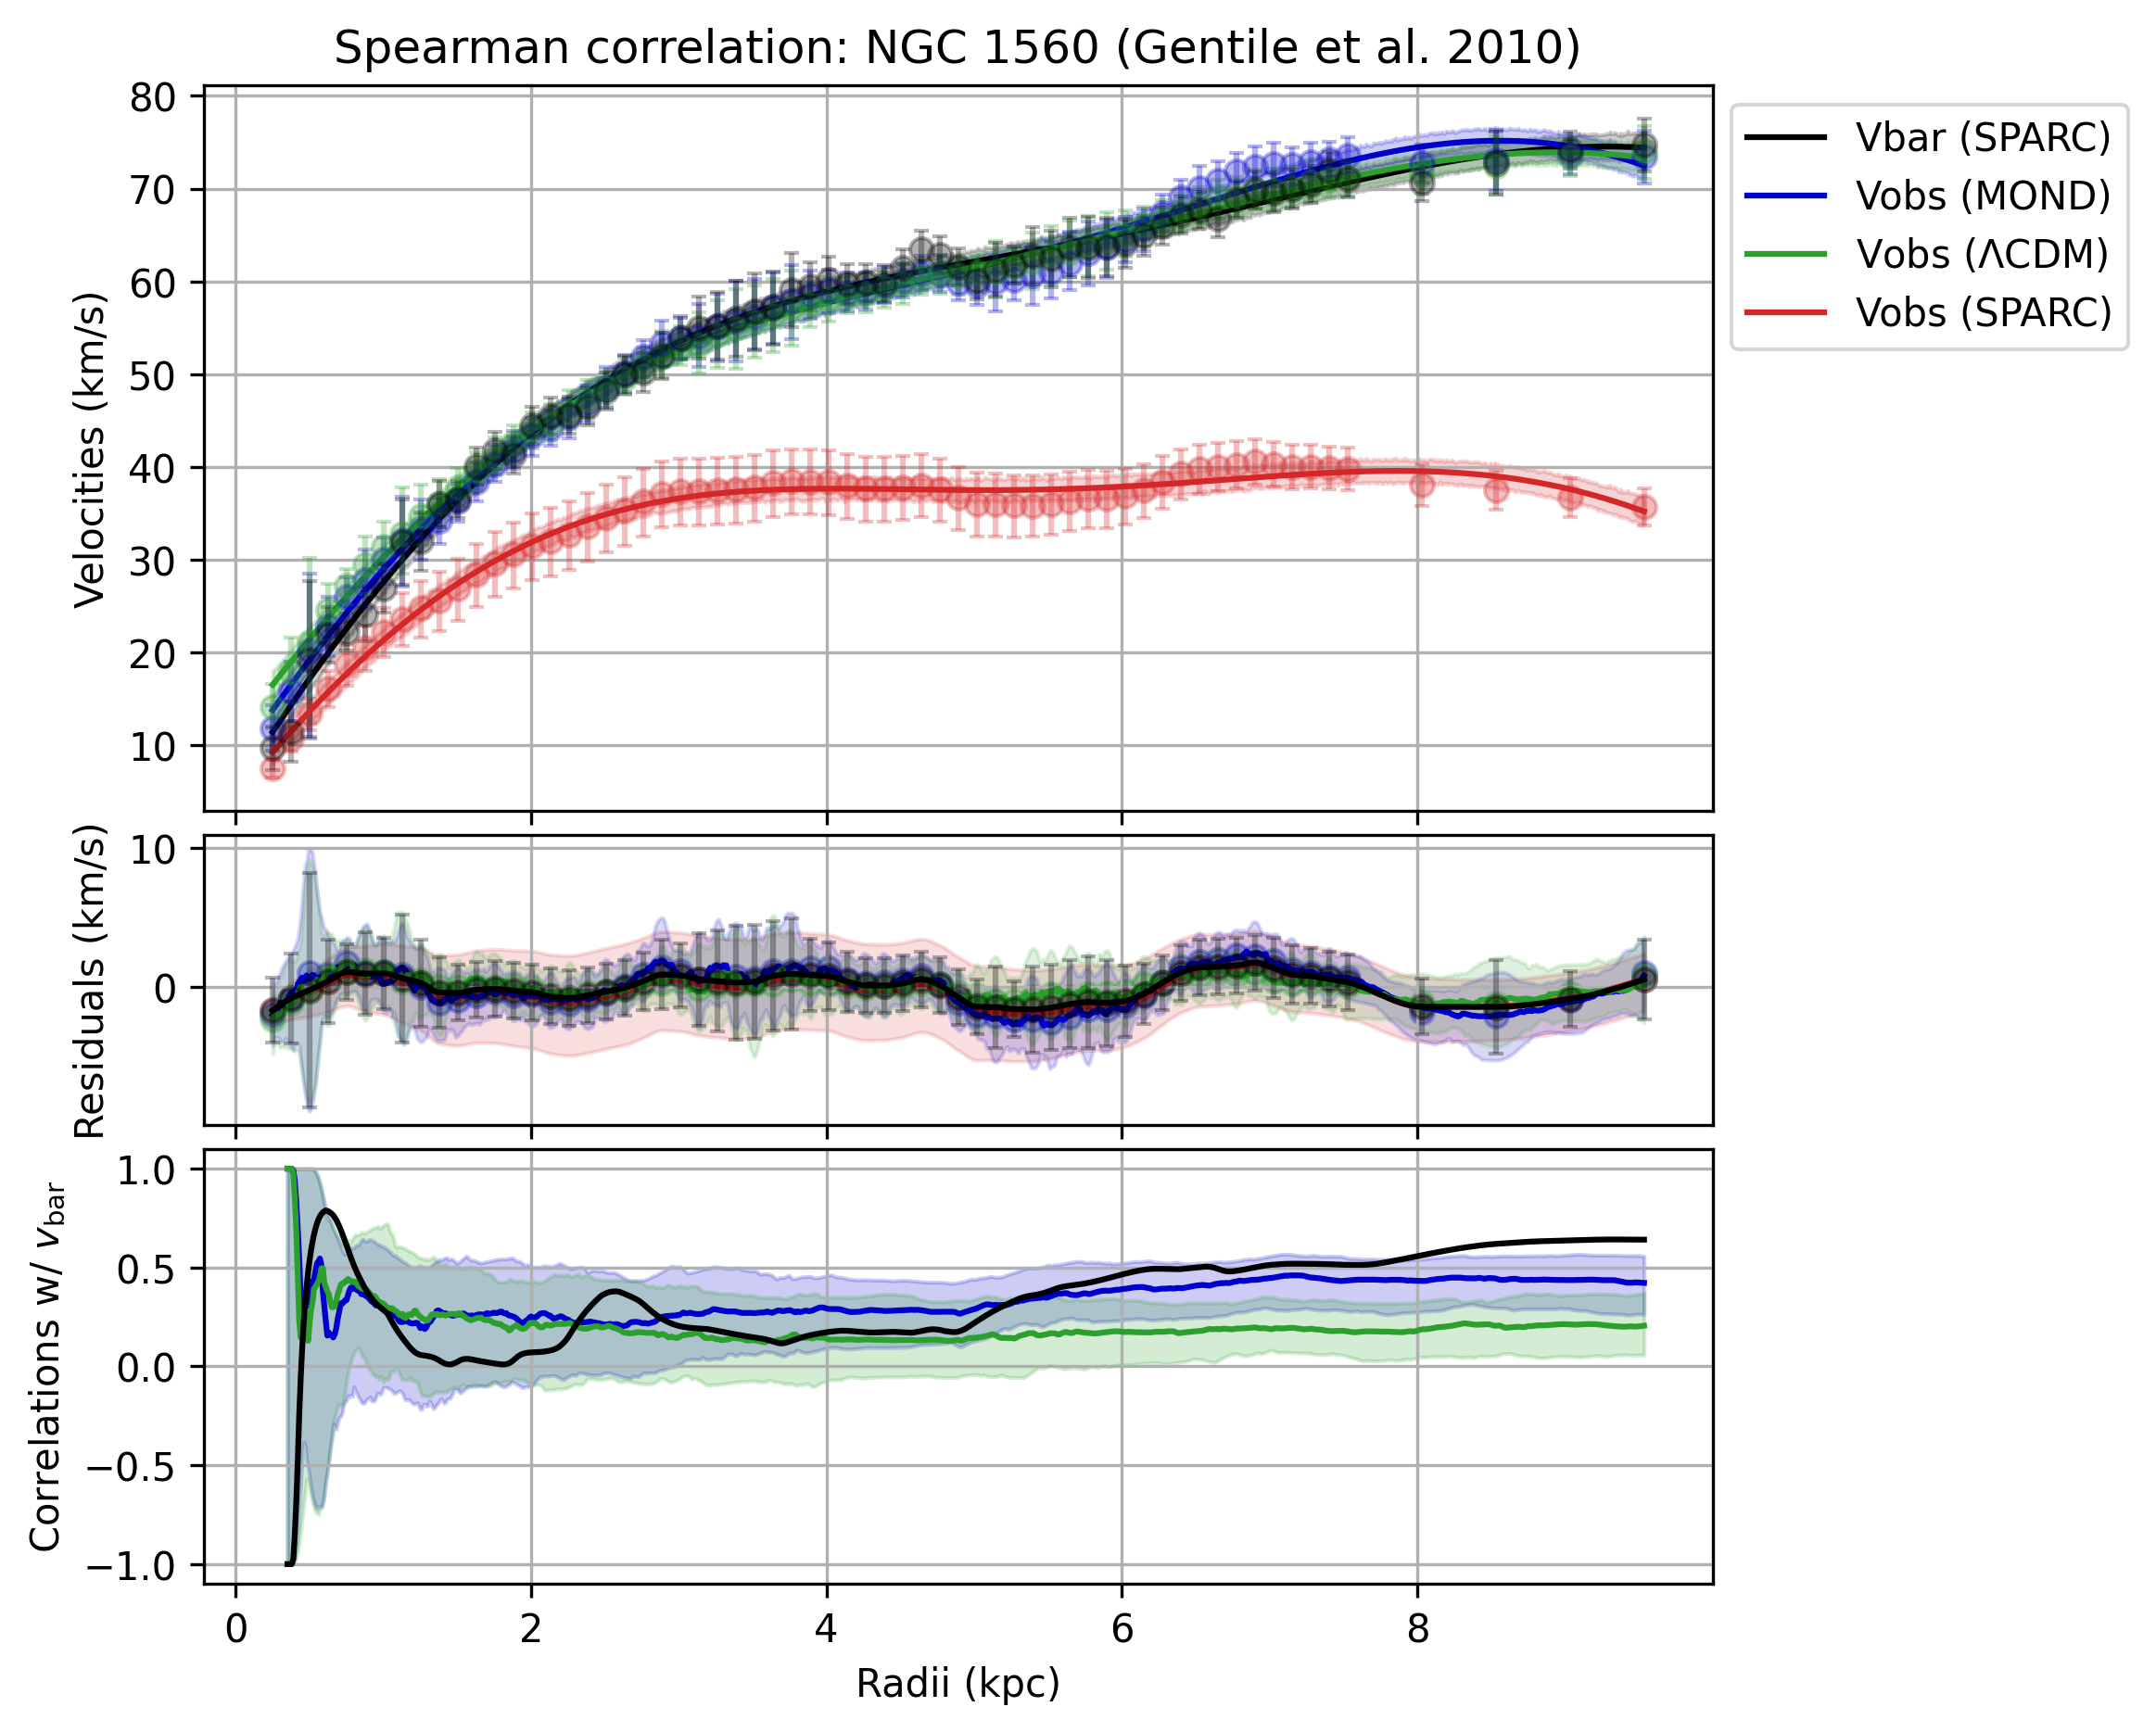 Spearman correlation: NGC 1560 (Gentile et al. 2010)
80
70
60
50
40
30
20
10
Velocities (km/s)
Vbar (SPARC)
Vobs (MOND)
Vobs (ΛCDM)
Vobs (SPARC)
10
0
Residuals (km/s)
1.0
0.5
0.0
−0.5
−1.0
Correlations w/ vbar
0 2 4 6 8
Radii (kpc)